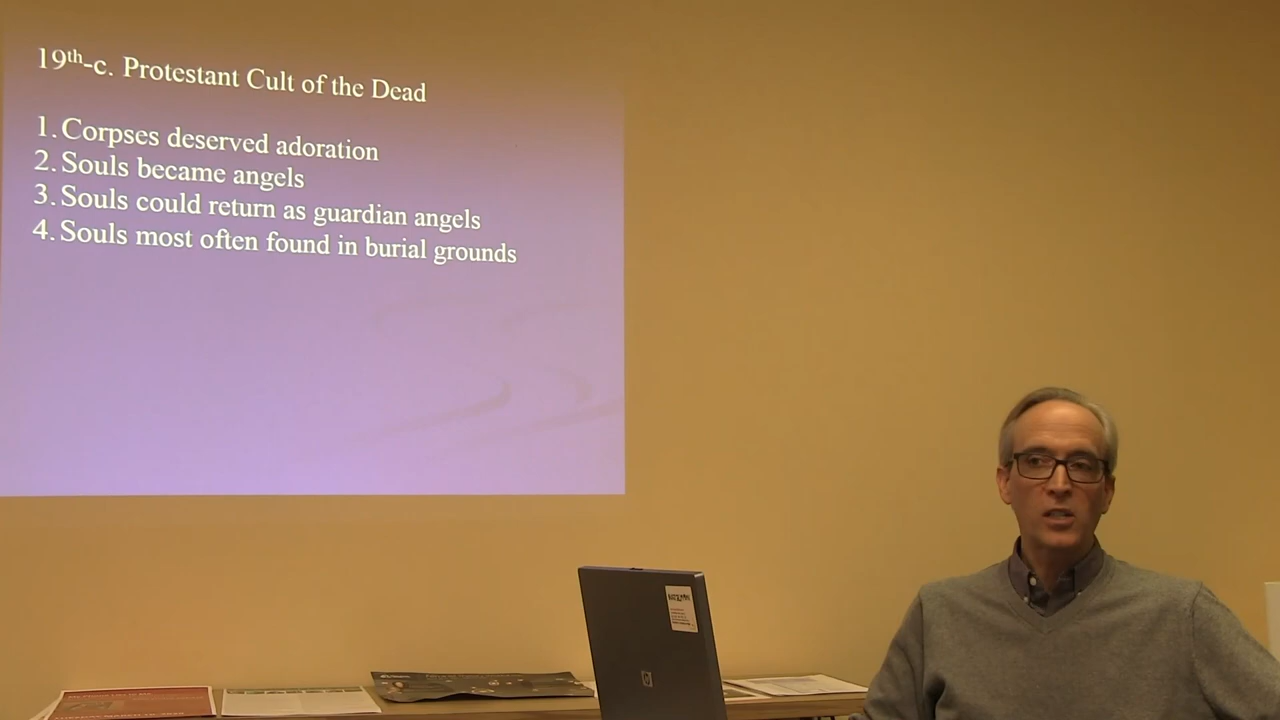 19th-c. Protestant Cult of the Dead
1. Corpses deserved adoration
2. Souls became angels
3. Souls could return as guardian angels
4. Souls most often found in burial grounds
hp